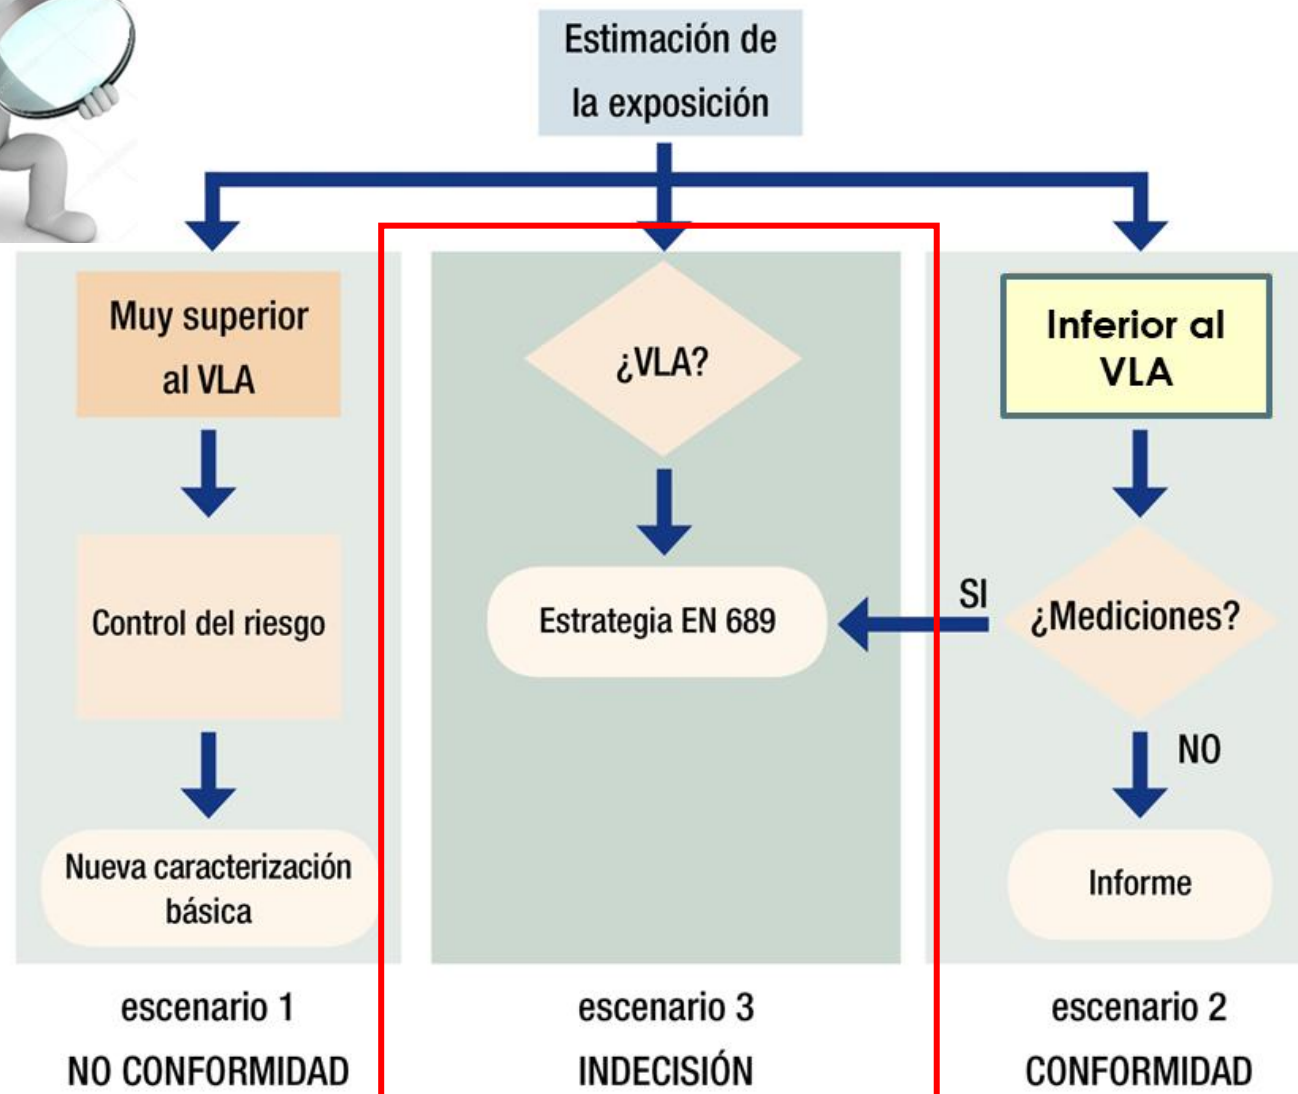 Estimación de
la exposición
Muy superior
al VLA
Control del riesgo
Nueva caracterización
básica
escenario 1
NO CONFORMIDAD
¿VLA?
Estrategia EN 689
escenario 3
INDECISIÓN
Inferior al
VLA
¿Mediciones?
SI
NO
Informe
escenario 2
CONFORMIDAD